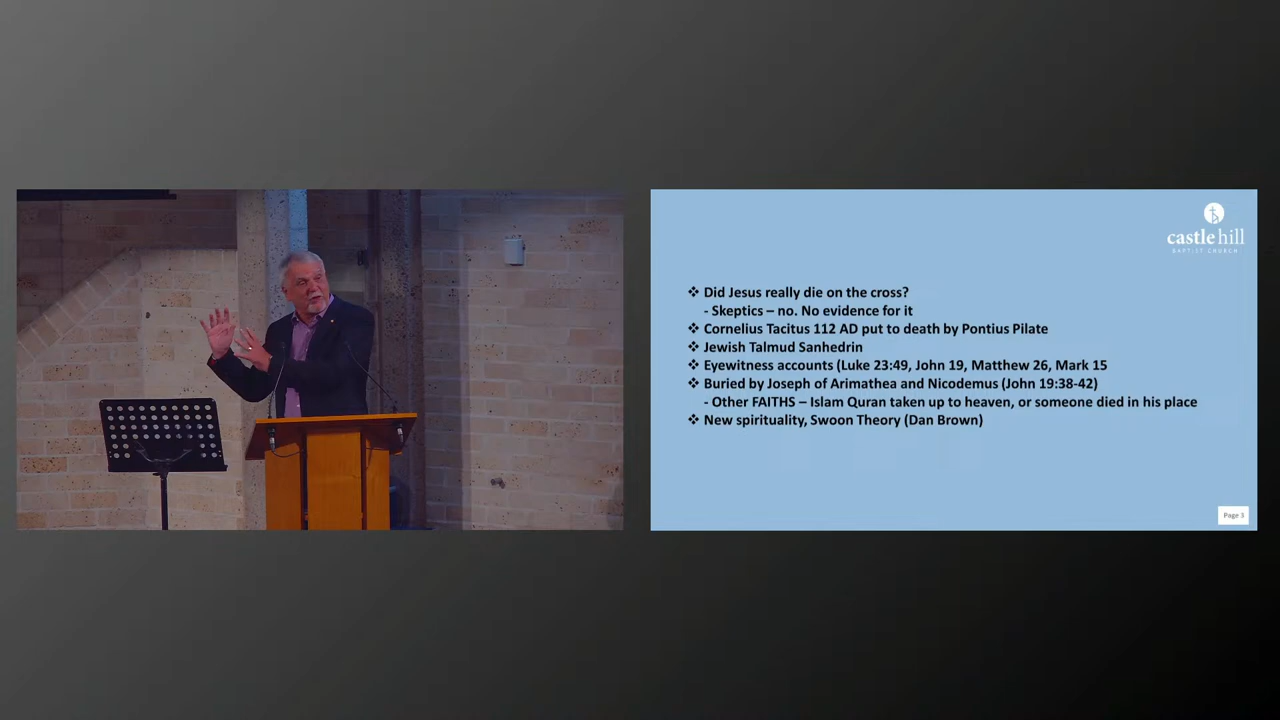 castle hill
BAPTIST CHURCH
❖ Did Jesus really die on the cross?
- Skeptics – no. No evidence for it
❖ Cornelius Tacitus 112 AD put to death by Pontius Pilate
❖ Jewish Talmud Sanhedrin
❖ Eyewitness accounts (Luke 23:49, John 19, Matthew 26, Mark 15
❖ Buried by Joseph of Arimathea and Nicodemus (John 19:38-42)
- Other FAITHS – Islam Quran taken up to heaven, or someone died in his place
❖ New spirituality, Swoon Theory (Dan Brown)
Page 3